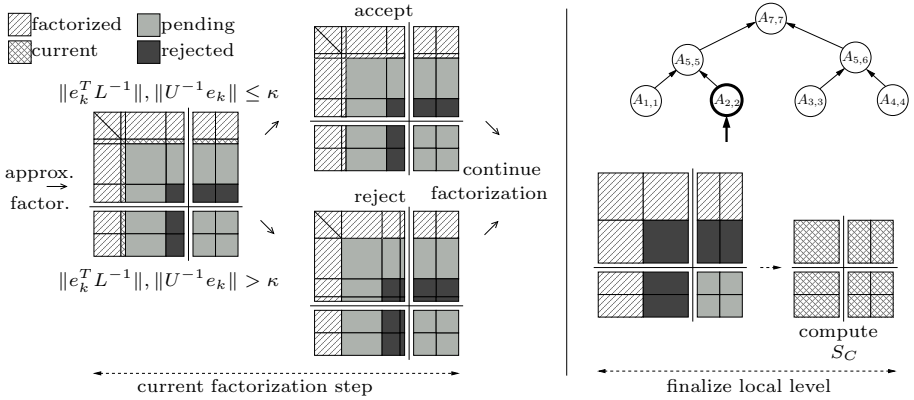 factorized
pending
current
rejected
accept
‖e_k^T L^{-1}‖, ‖U^{-1}e_k‖ ≤ κ
approx.
factor.
continue
factorization
reject
‖e_k^T L^{-1}‖, ‖U^{-1}e_k‖ > κ
current factorization step
A_{7,7}
A_{5,5}
A_{5,6}
A_{1,1}
A_{2,2}
A_{3,3}
A_{4,4}
compute
S_C
finalize local level